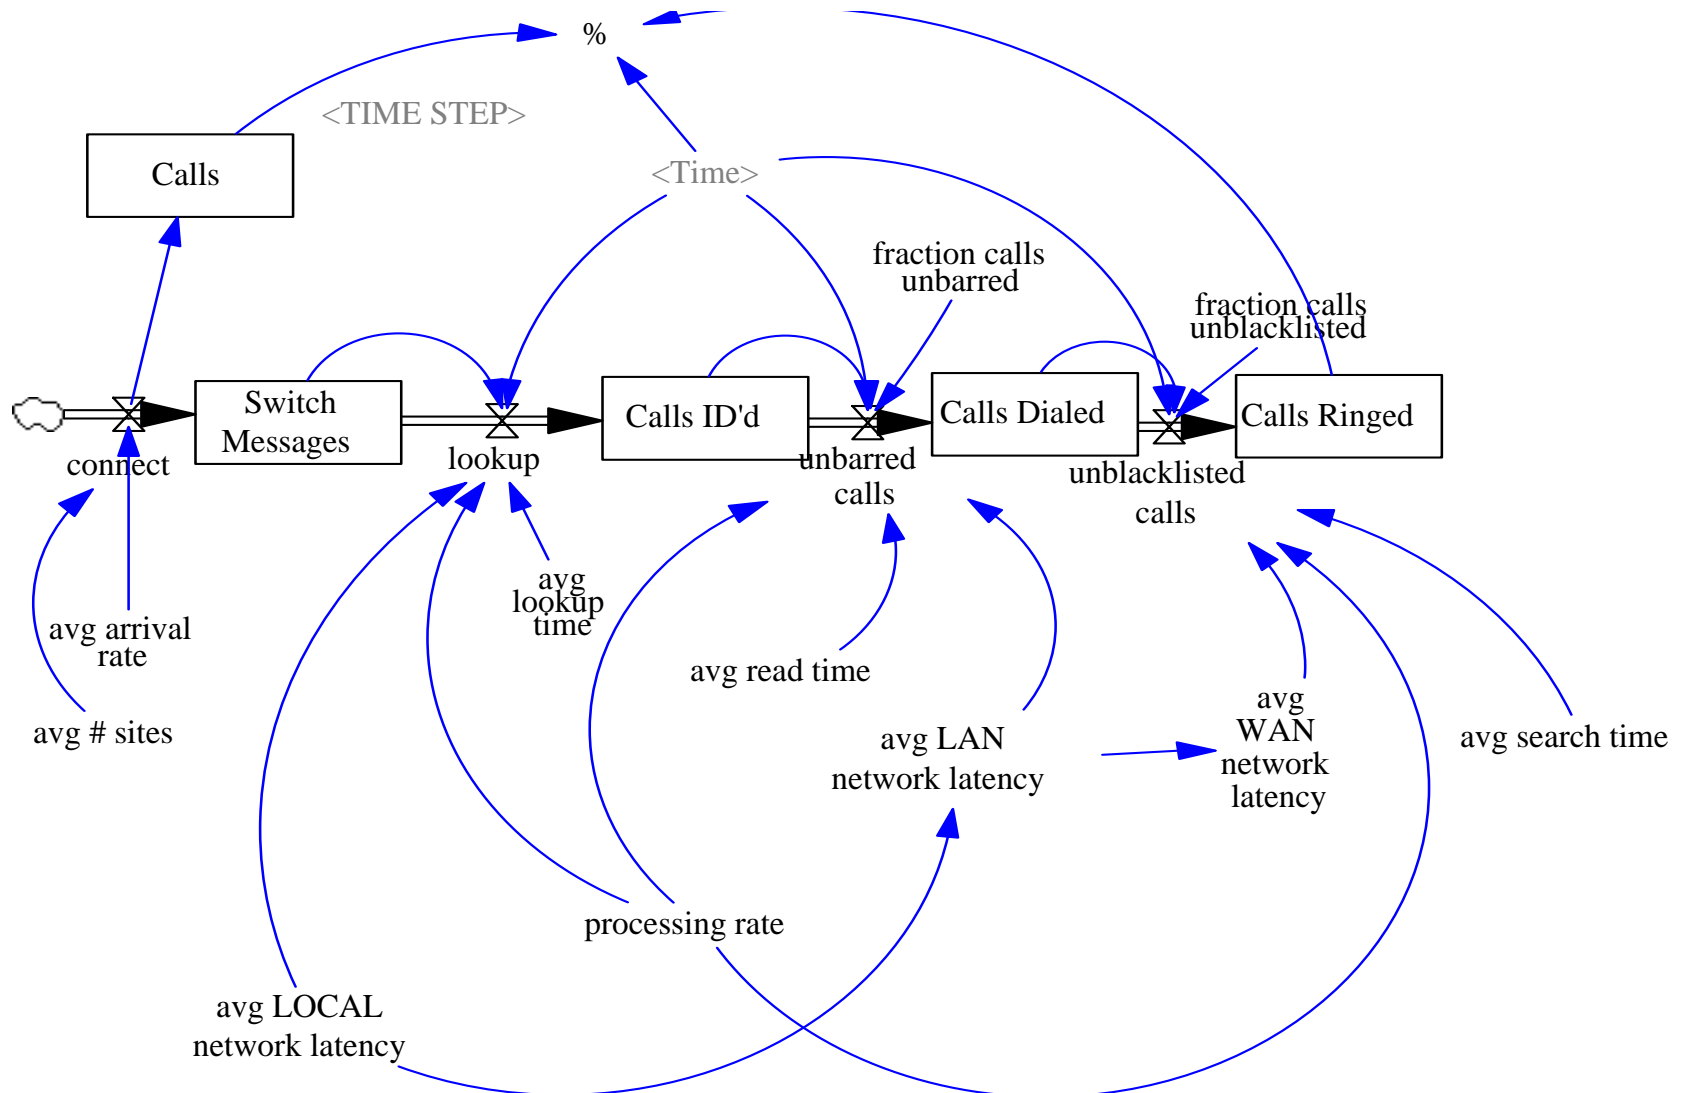 %
<TIME STEP>
Calls
<Time>
fraction calls
unbarred
fraction calls
unblacklisted
Switch
Messages
Calls ID'd
Calls Dialed
Calls Ringed
connect
lookup
unbarred
calls
unblacklisted
calls
avg
lookup
time
avg arrival
rate
avg read time
avg # sites
avg LAN
network latency
avg
WAN
network
latency
avg search time
processing rate
avg LOCAL
network latency